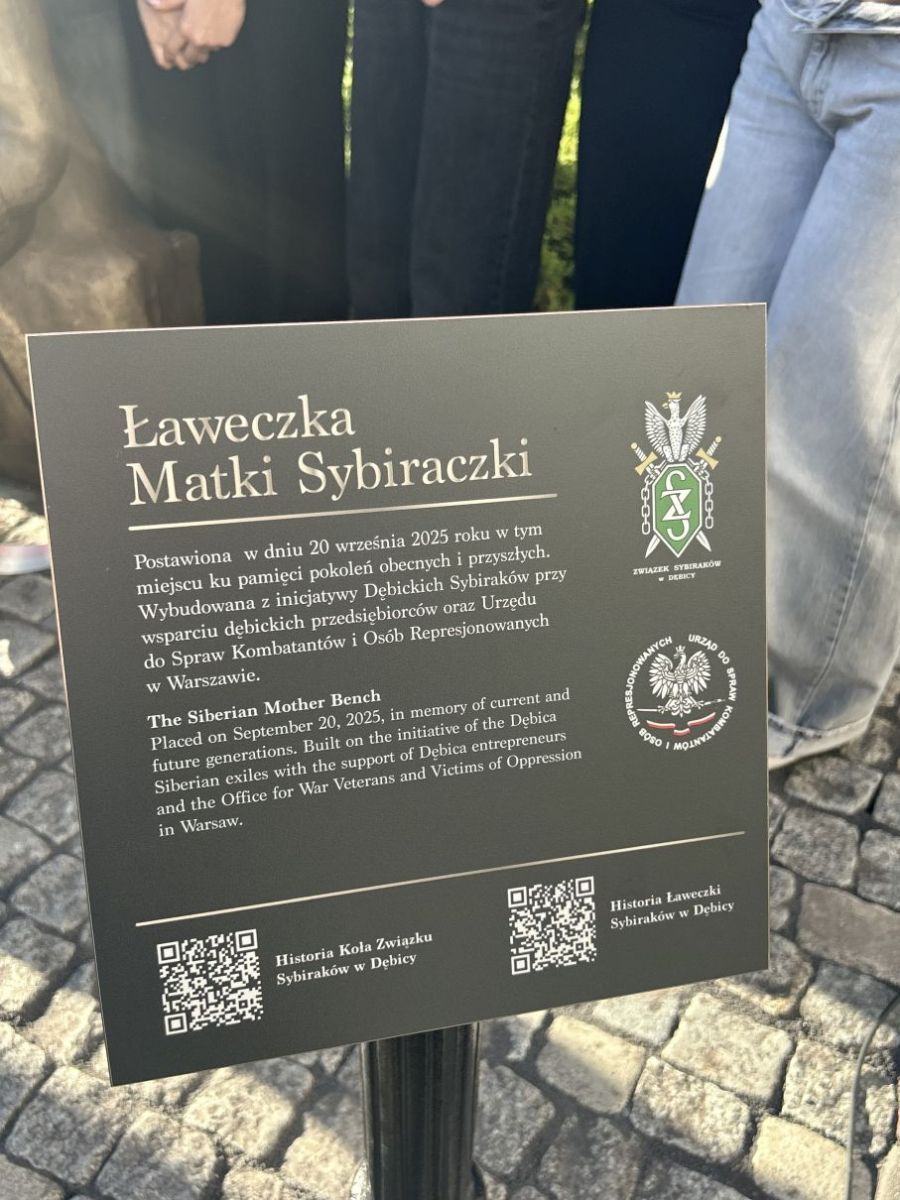 Ławeczka
Matki Sybiraczki
Postawiona w dniu 20 września 2025 roku w tym
miejscu ku pamięci pokoleń obecnych i przyszłych.
Wybudowana z inicjatywy Dębickich Sybiraków przy
wsparciu dębickich przedsiębiorców oraz Urzędu
do Spraw Kombatantów i Osób Represjonowanych
w Warszawie.
The Siberian Mother Bench
Placed on September 20, 2025, in memory of current and
future generations. Built on the initiative of the Dębica
Siberian exiles with the support of Dębica entrepreneurs
and the Office for War Veterans and Victims of Oppression
in Warsaw.
ZWIĄZEK SYBIRAKÓW
w DĘBICY
URZĄD DO SPRAW KOMBATANTÓW I OSÓB REPRESJONOWANYCH
Historia Koła Związku
Sybiraków w Dębicy
Historia Ławeczki
Sybiraków w Dębicy